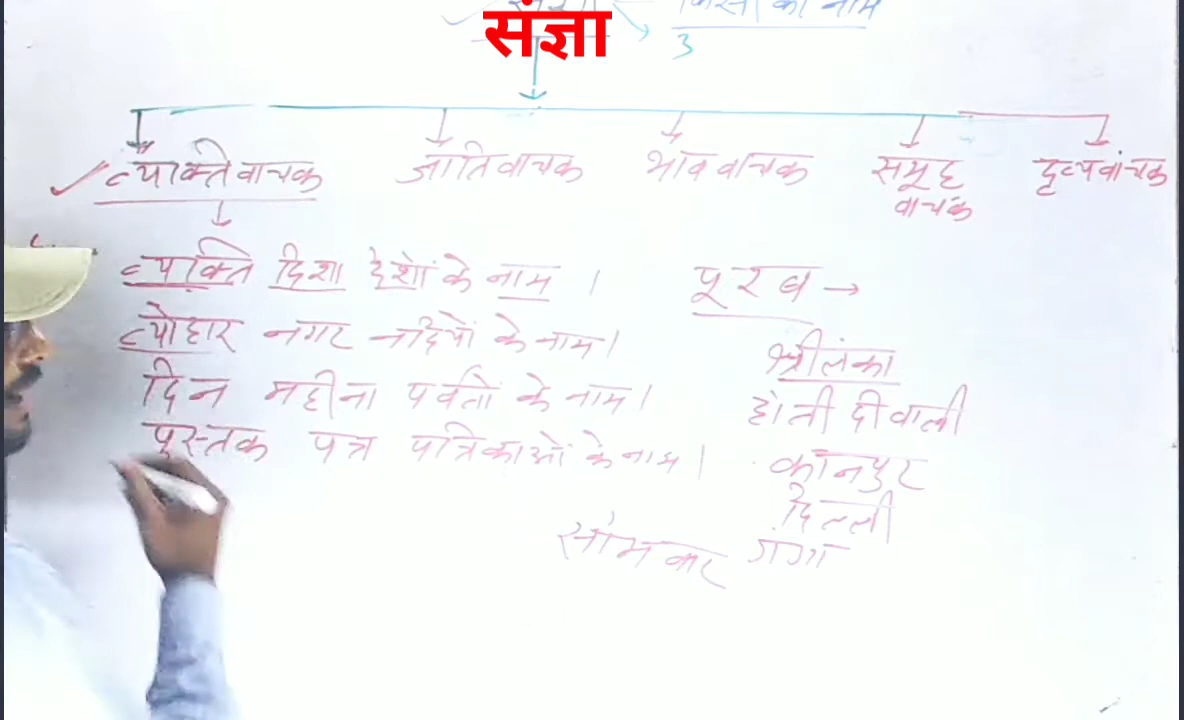 किसी का नाम
संज्ञा
3
व्यक्तिवाचक जातिवाचक भाववाचक समूह वाचक द्रव्यवाचक
व्यक्ति दिशा देशों के नाम । पूरब →
त्योहार नगर नदियों के नाम।
श्रीलंका
दिन महीना पर्वतों के नाम।
होली दीवाली
पुस्तक पत्र पत्रिकाओं के नाम |
कानपुर
दिल्ली
सोमवार गंगा